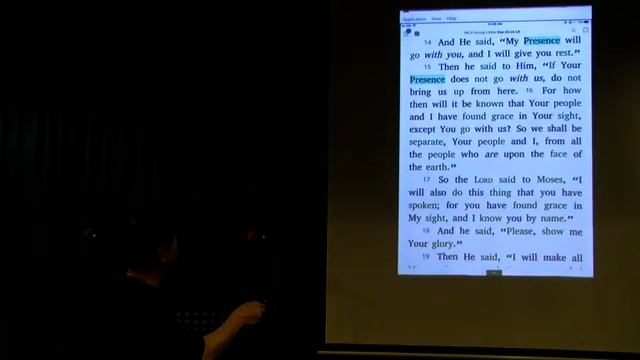 Application View Help
14 And He said, "My Presence will
go with you, and I will give you rest."
15 Then he said to Him, "If Your
Presence does not go with us, do not
bring us up from here. 16 For how
then will it be known that Your people
and I have found grace in Your sight,
except You go with us? So we shall be
separate, Your people and I, from all
the people who are upon the face of
the earth."
17 So the LORD said to Moses, "I
will also do this thing that you have
spoken; for you have found grace in
My sight, and I know you by name."
18 And he said, "Please, show me
Your glory."
19 Then He said, "I will make all